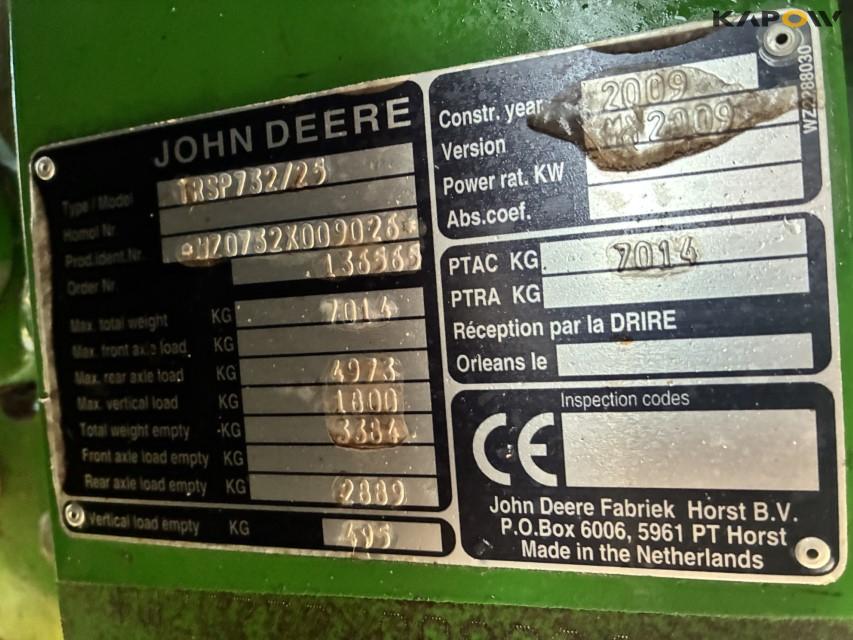 KAPOW
JOHN DEERE
Type / Model TRSP732/25
Homol Nr
Prod.ident.Nr. *WZ0732X009026*
Order Nr 136565
Max. total weight KG 7014
Max. front axle load KG
Max. rear axle load KG 4973
Max. vertical load KG 1800
Total weight empty KG 3384
Front axle load empty KG
Rear axle load empty KG 2889
Vertical load empty KG 495
Constr. year 2009
Version 2009
Power rat. KW
Abs.coef.
WZ2288030
PTAC KG 7014
PTRA KG
Réception par la DRIRE
Orleans le
Inspection codes
CE
John Deere Fabriek Horst B.V.
P.O.Box 6006, 5961 PT Horst
Made in the Netherlands